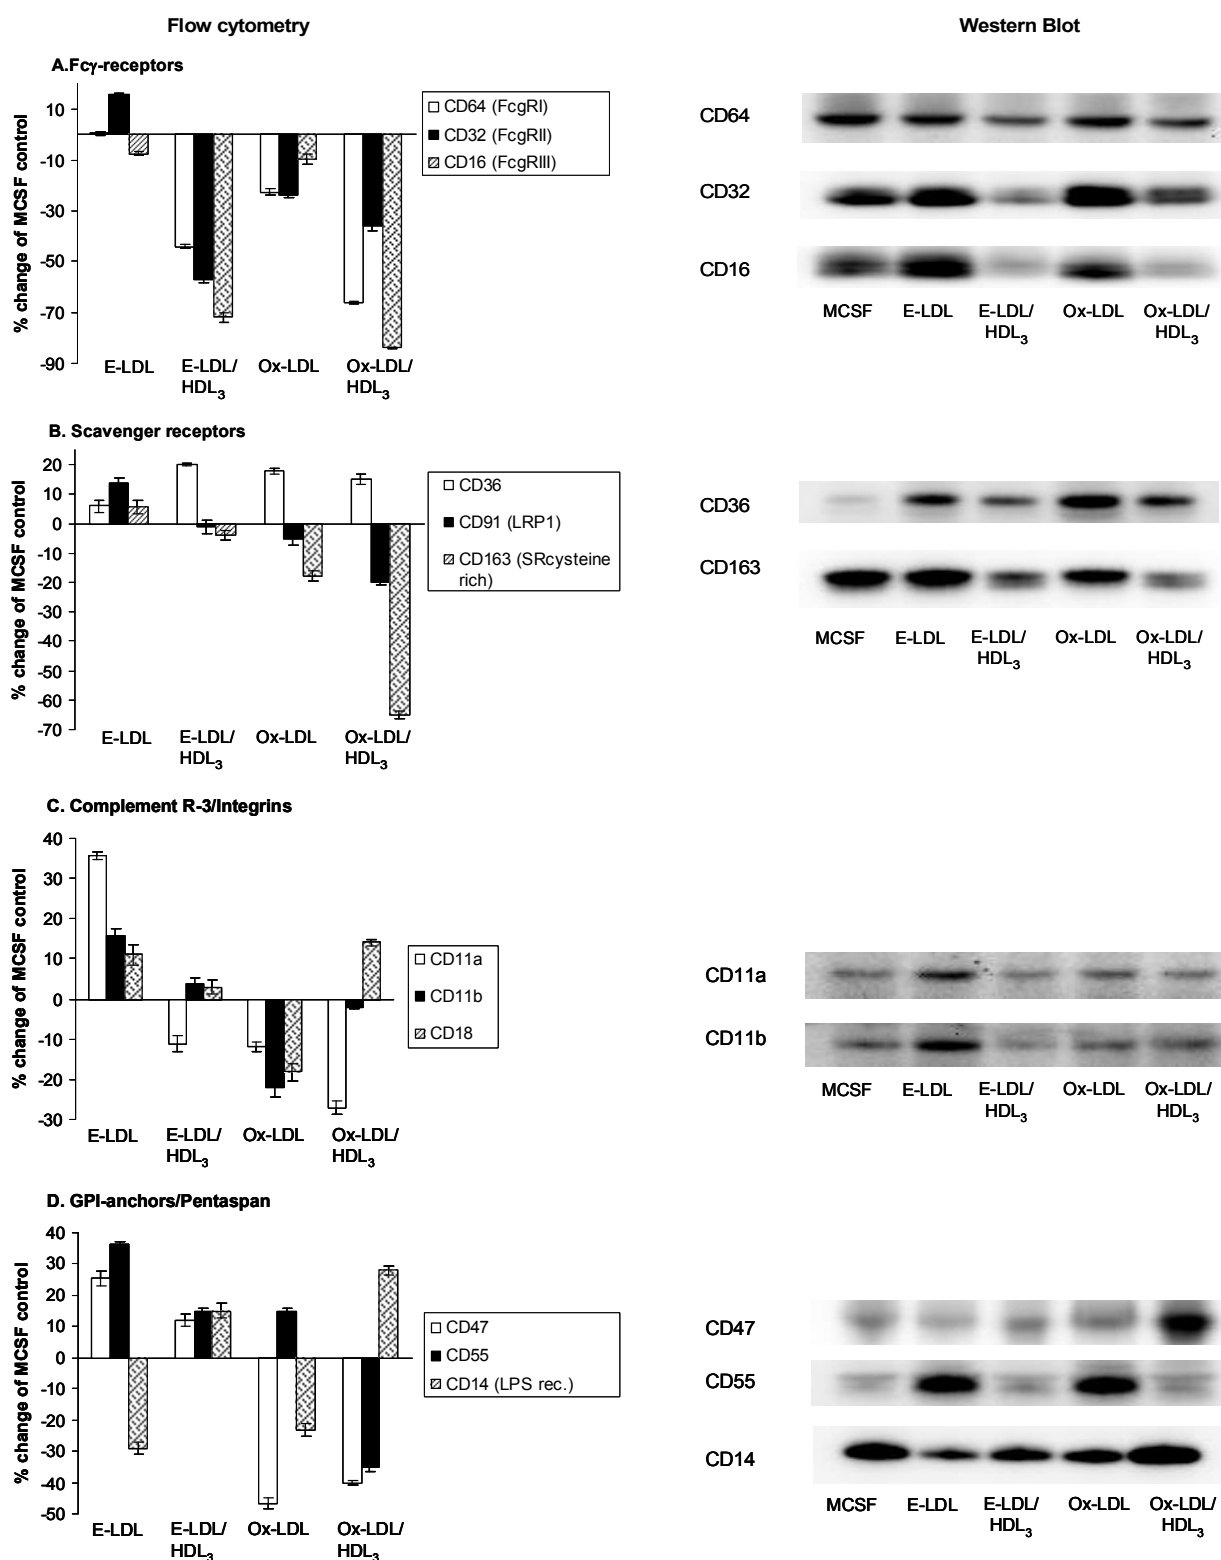 Flow cytometry
Western Blot
A.Fcγ-receptors
% change of MCSF control
10
-10
-30
-50
-70
-90
E-LDL
E-LDL/
HDL3
Ox-LDL
Ox-LDL/
HDL3
CD64 (FcgRI)
CD32 (FcgRII)
CD16 (FcgRIII)
CD64
CD32
CD16
MCSF
E-LDL
E-LDL/
HDL3
Ox-LDL
Ox-LDL/
HDL3
B. Scavenger receptors
% change of MCSF control
20
10
0
-10
-20
-30
-40
-50
-60
-70
E-LDL
E-LDL/
HDL3
Ox-LDL
Ox-LDL/
HDL3
CD36
CD91 (LRP1)
CD163 (SRcysteine
rich)
CD36
CD163
MCSF
E-LDL
E-LDL/
HDL3
Ox-LDL
Ox-LDL/
HDL3
C. Complement R-3/Integrins
% change of MCSF control
40
30
20
10
0
-10
-20
-30
E-LDL
E-LDL/
HDL3
Ox-LDL
Ox-LDL/
HDL3
CD11a
CD11b
CD18
CD11a
CD11b
MCSF
E-LDL
E-LDL/
HDL3
Ox-LDL
Ox-LDL/
HDL3
D. GPI-anchors/Pentaspan
% change of MCSF control
40
30
20
10
0
-10
-20
-30
-40
-50
E-LDL
E-LDL/
HDL3
Ox-LDL
Ox-LDL/
HDL3
CD47
CD55
CD14 (LPS rec.)
CD47
CD55
CD14
MCSF
E-LDL
E-LDL/
HDL3
Ox-LDL
Ox-LDL/
HDL3